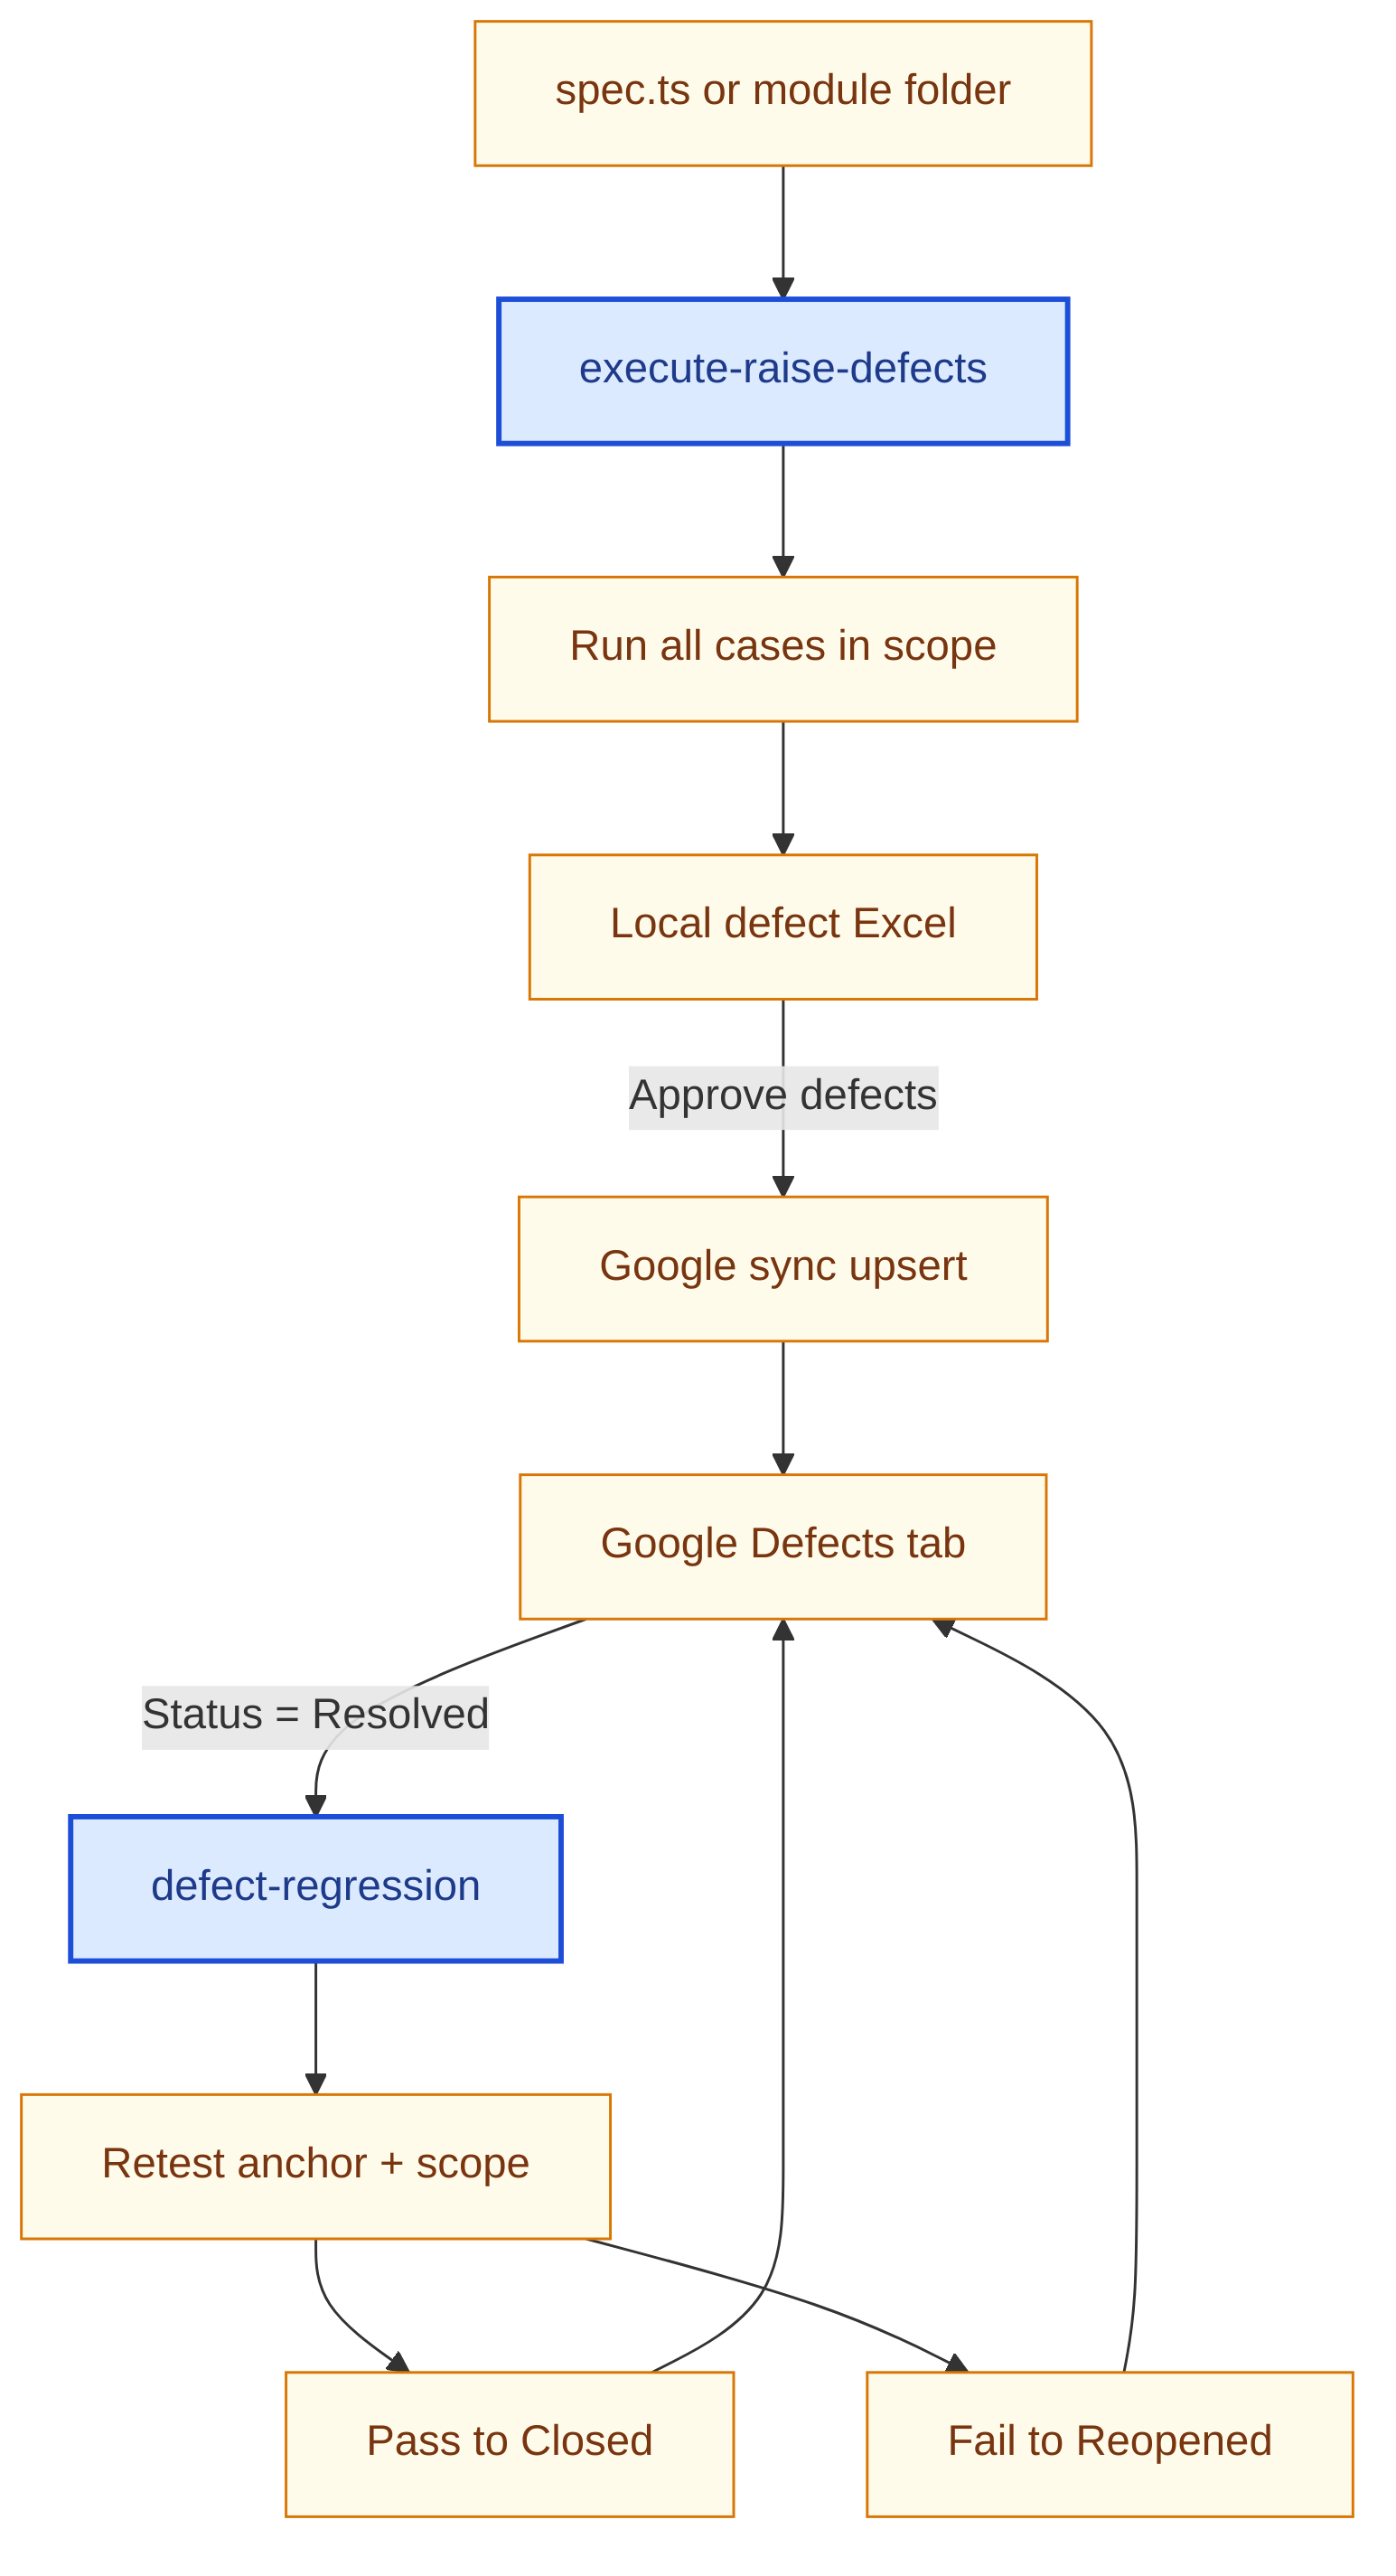 spec.ts or module folder
execute-raise-defects
Run all cases in scope
Local defect Excel
Approve defects
Google sync upsert
Google Defects tab
Status = Resolved
defect-regression
Retest anchor + scope
Pass to Closed
Fail to Reopened